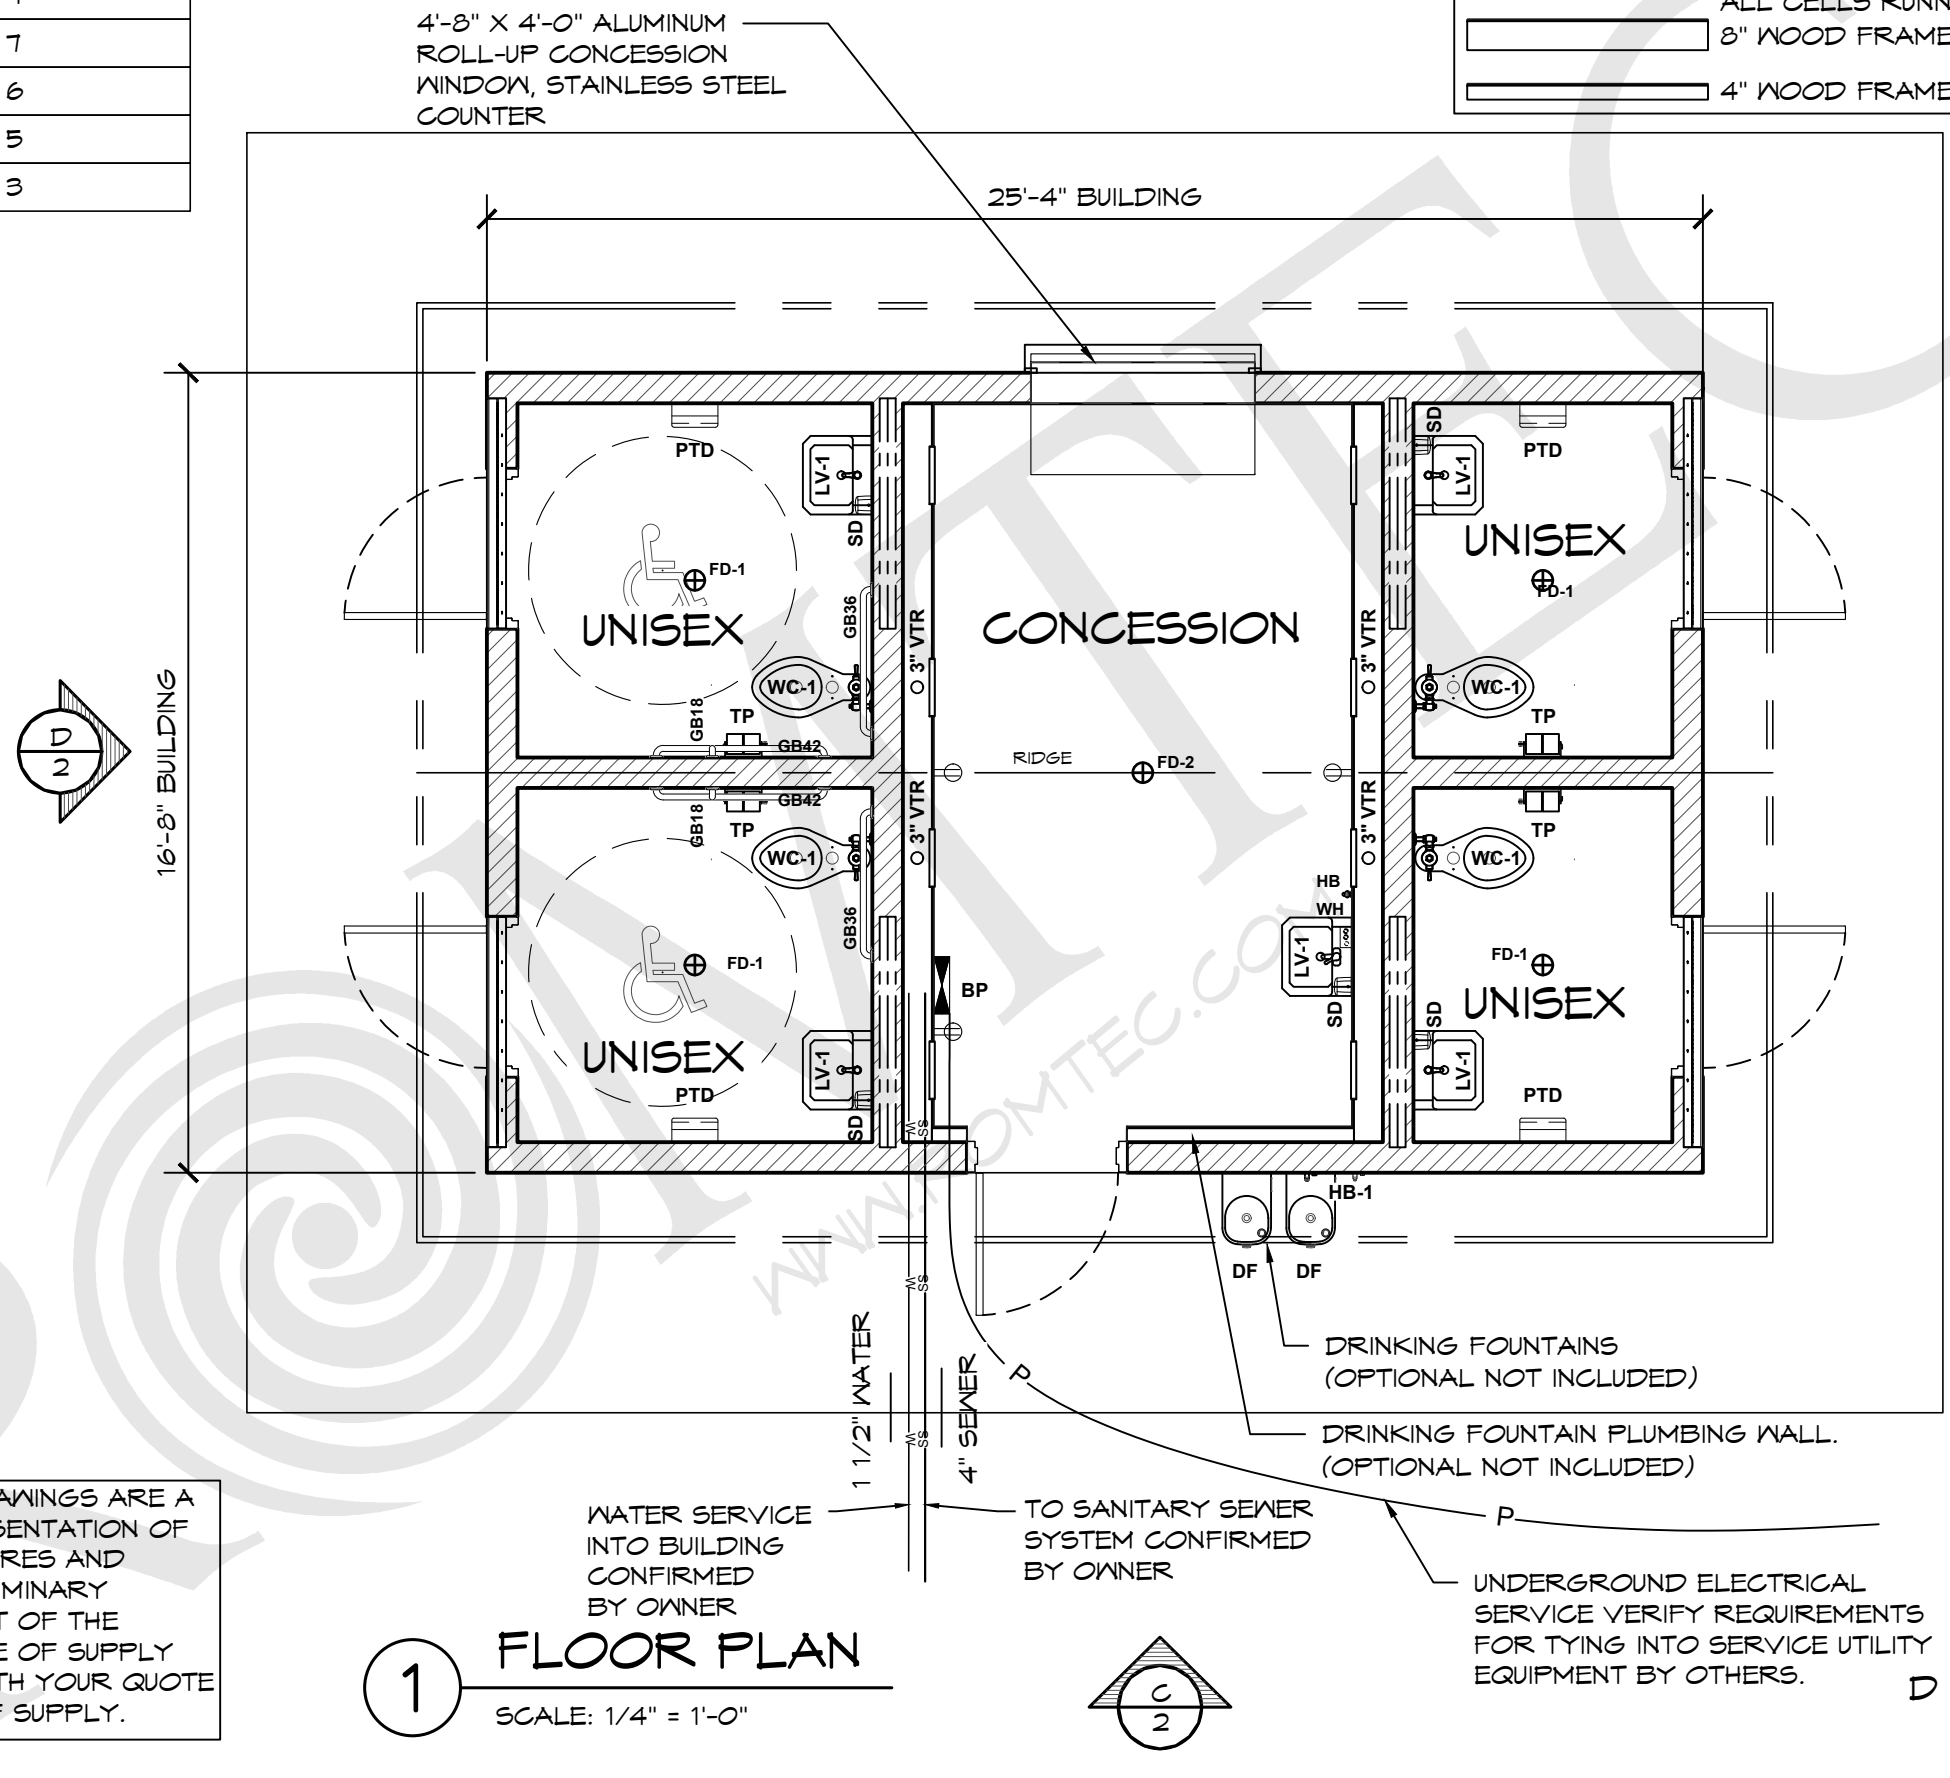 7
6
5
3
4'-8" X 4'-0" ALUMINUM
ROLL-UP CONCESSION
WINDOW, STAINLESS STEEL
COUNTER
ALL CELLS RUNN
8" WOOD FRAME
4" WOOD FRAME
25'-4" BUILDING
16'-8" BUILDING
D
2
PTD
LV-1
SD
FD-1
UNISEX
GB36
WC-1
GB18
TP
GB42
3" VTR
CONCESSION
3" VTR
SD
LV-1
PTD
UNISEX
FD-1
WC-1
TP
RIDGE
FD-2
GB42
GB18
TP
WC-1
GB36
FD-1
UNISEX
LV-1
PTD
SD
3" VTR
3" VTR
BP
HB
WH
LV-1
SD
TP
WC-1
FD-1
UNISEX
SD
LV-1
PTD
W
SS
HB-1
DF
DF
W
SS
WWW.ROMTEC.COM
ROMTEC
DRINKING FOUNTAINS
(OPTIONAL NOT INCLUDED)
P
1 1/2" WATER
W
SS
4" SEWER
DRINKING FOUNTAIN PLUMBING WALL.
(OPTIONAL NOT INCLUDED)
P
WATER SERVICE
INTO BUILDING
CONFIRMED
BY OWNER
TO SANITARY SEWER
SYSTEM CONFIRMED
BY OWNER
UNDERGROUND ELECTRICAL
SERVICE VERIFY REQUIREMENTS
FOR TYING INTO SERVICE UTILITY
EQUIPMENT BY OTHERS.
AWINGS ARE A
SENTATION OF
RES AND
MINARY
T OF THE
E OF SUPPLY
TH YOUR QUOTE
F SUPPLY.
1
FLOOR PLAN
SCALE: 1/4" = 1'-0"
C
2
D